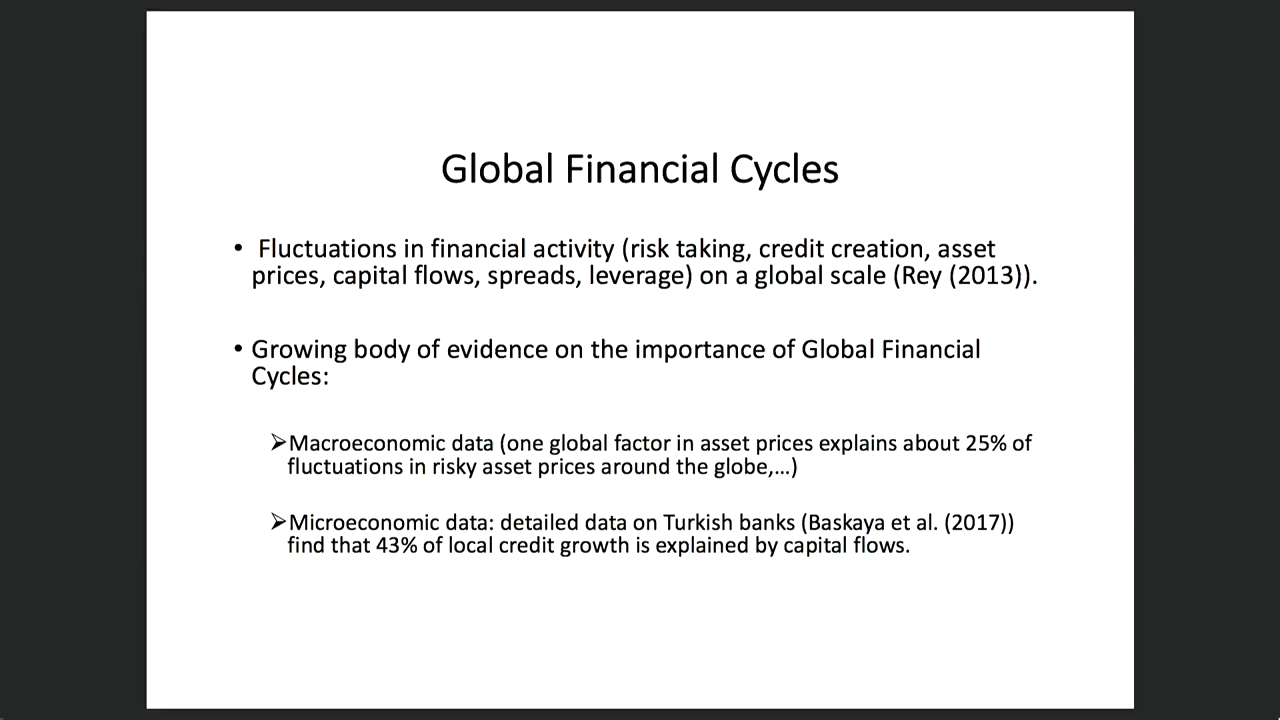 Global Financial Cycles
• Fluctuations in financial activity (risk taking, credit creation, asset
prices, capital flows, spreads, leverage) on a global scale (Rey (2013)).
• Growing body of evidence on the importance of Global Financial
Cycles:
➢Macroeconomic data (one global factor in asset prices explains about 25% of
fluctuations in risky asset prices around the globe,…)
➢Microeconomic data: detailed data on Turkish banks (Baskaya et al. (2017))
find that 43% of local credit growth is explained by capital flows.